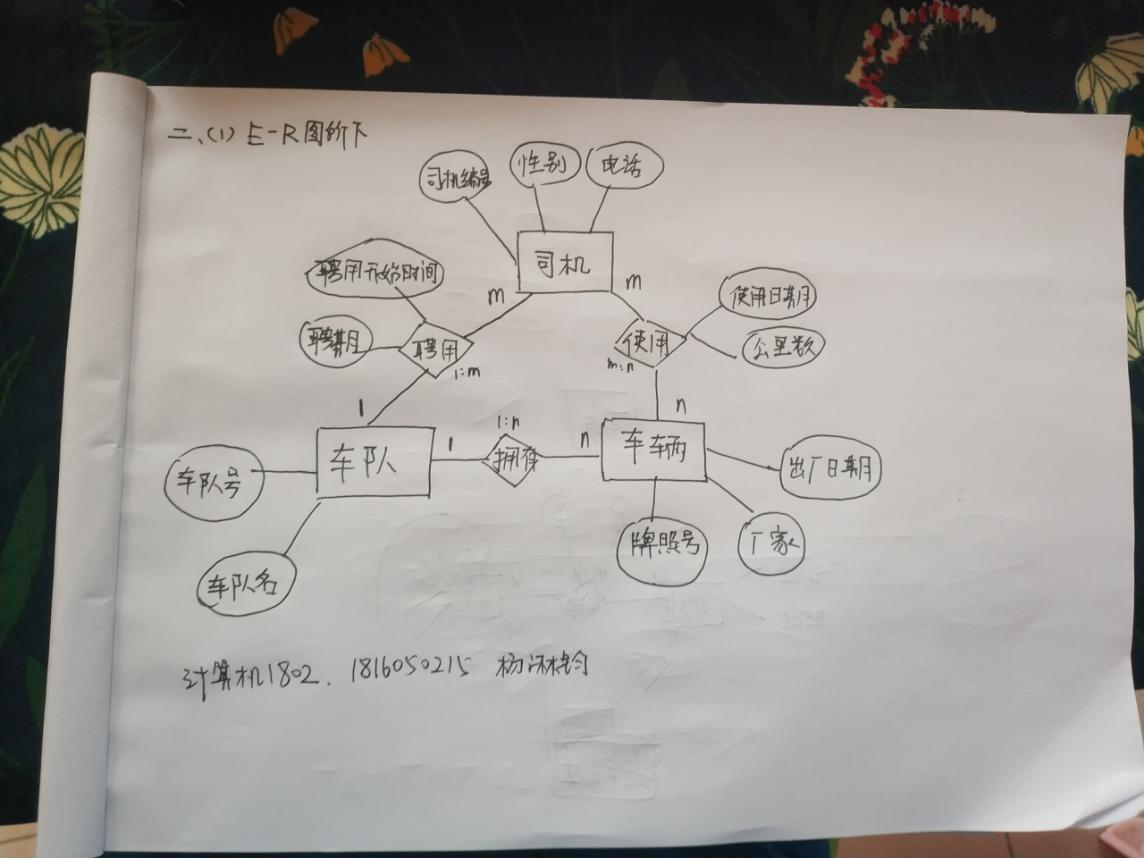 二、(1) E-R图如下
司机编号
性别
电话
司机
聘用开始时间
m
m
使用日期
聘期
聘用
1:m
使用
m:n
公里数
1
1
1:n
n
n
车队
拥有
车辆
车队号
出厂日期
牌照号
厂家
车队名
计算机1802、1816050215 杨